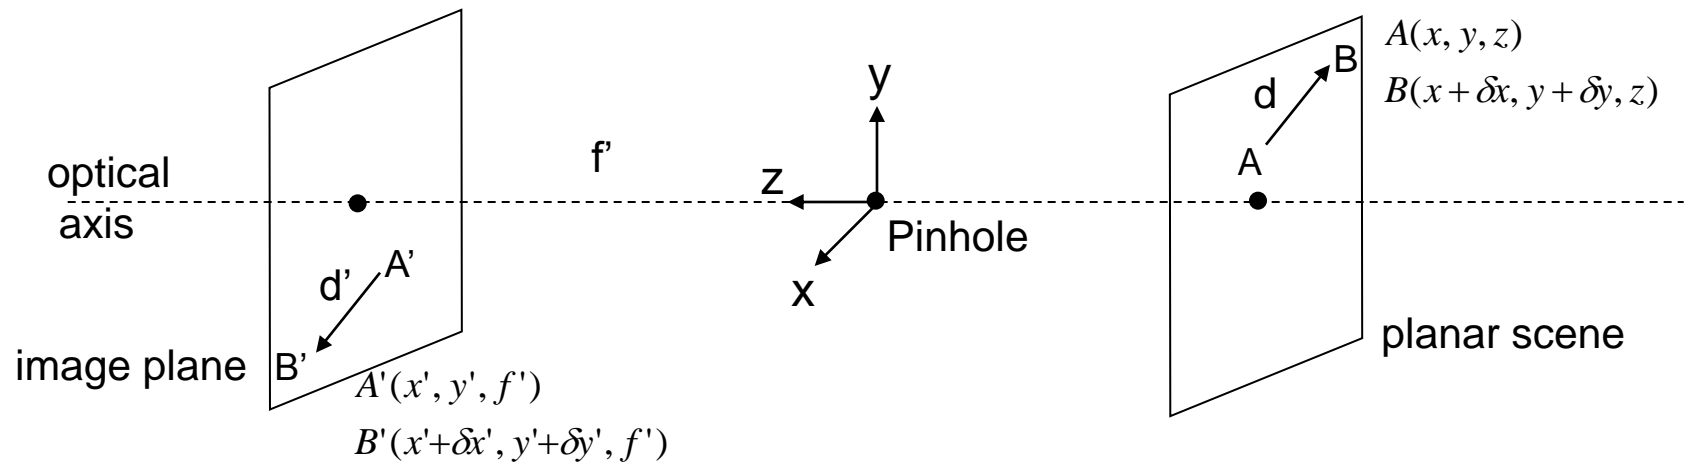 optical
axis
image plane
d’
A’
B’
A'(x', y', f')
B'(x'+δx', y'+δy', f')
f’
y
z
x
Pinhole
d
A
B
A(x, y, z)
B(x + δx, y + δy, z)
planar scene